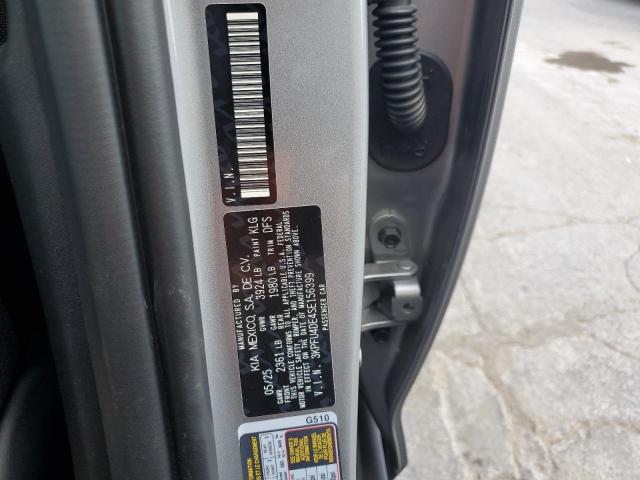 V.I.N.
MANUFACTURED BY
KIA MEXICO, S.A. DE C.V.
05/25 GVWR 3924 LB PAINT KLG
GAWR FRONT 2361 LB GAWR REAR 1980 LB TRIM DFS
THIS VEHICLE CONFORMS TO ALL APPLICABLE U.S.A. FEDERAL
MOTOR VEHICLE SAFETY, BUMPER, AND THEFT PREVENTION STANDARDS
IN EFFECT ON THE DATE OF MANUFACTURE SHOWN ABOVE.
V.I.N. 3KPFU4DE4SE156399
PASSENGER CAR
G510